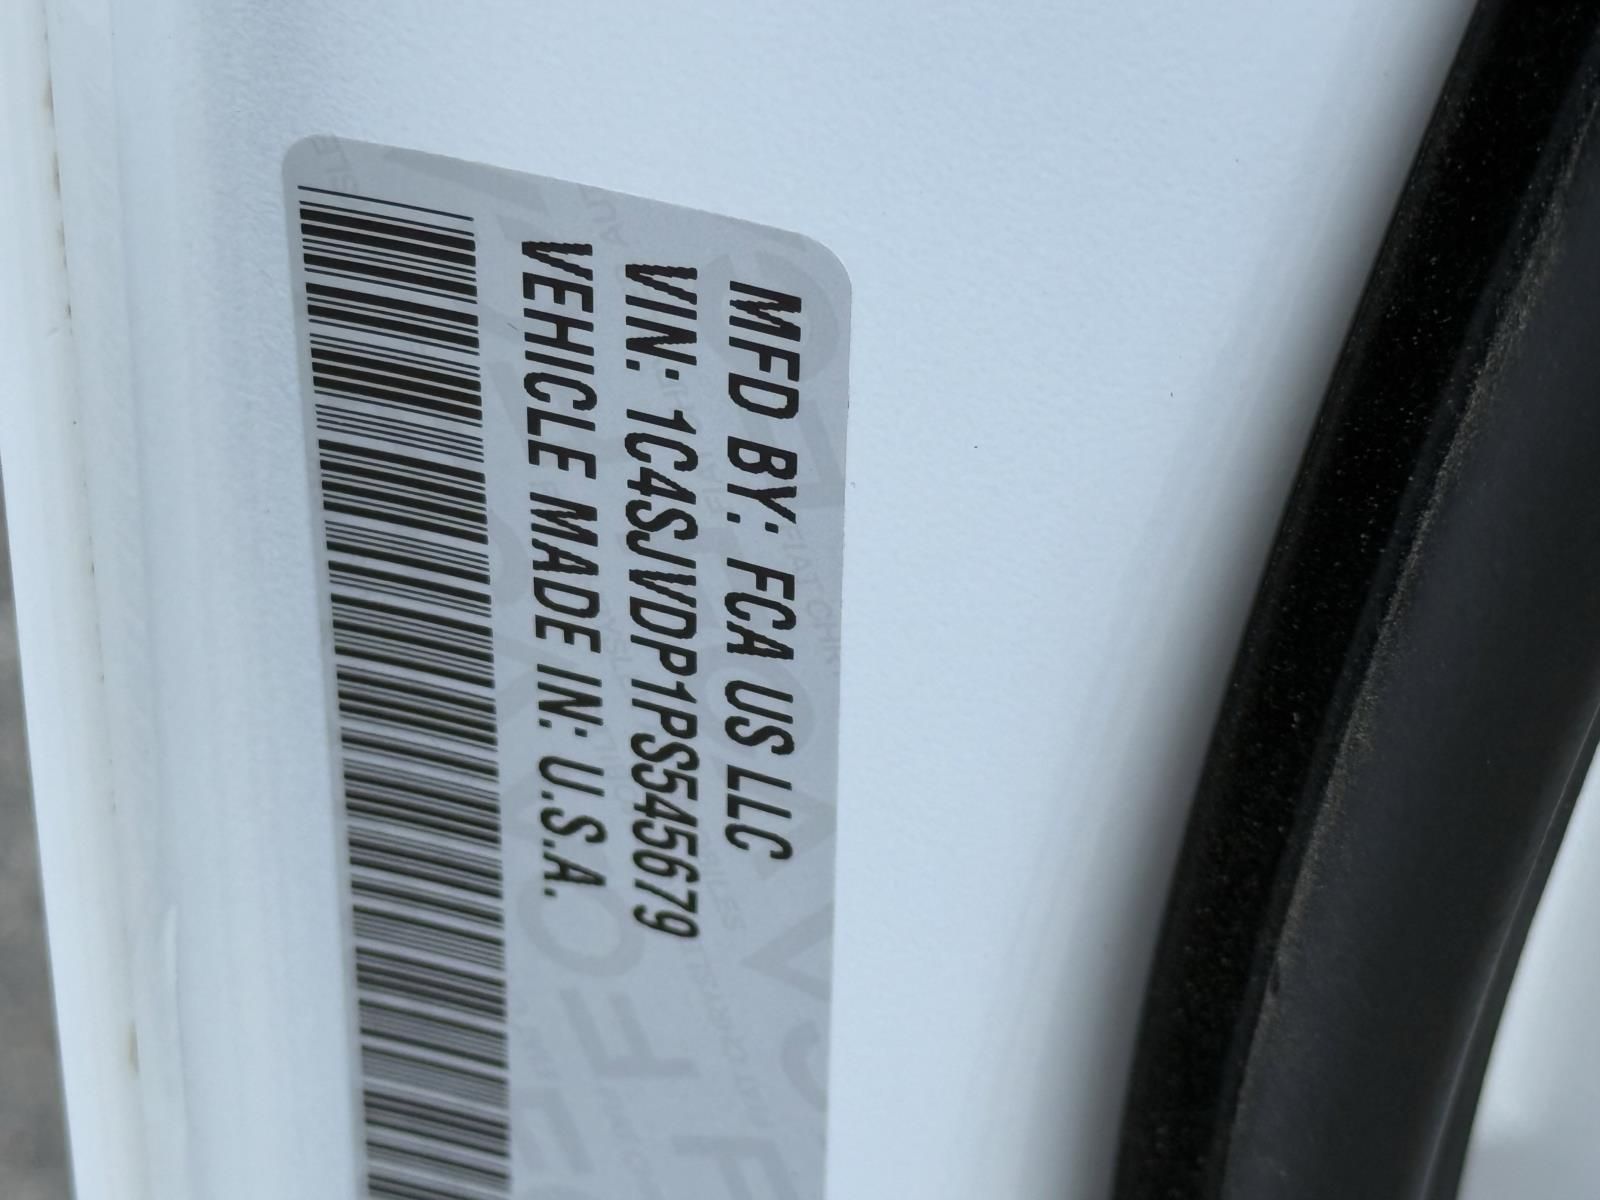 MFD BY: FCA US LLC
VIN: 1C4SJVDP1PS545679
VEHICLE MADE IN: U.S.A.